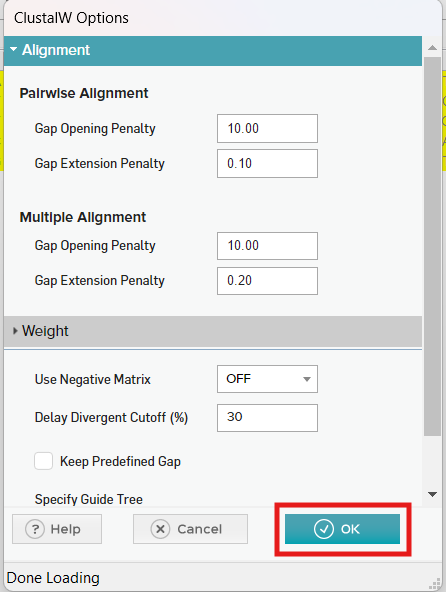 ClustalW Options
Alignment
Pairwise Alignment
Gap Opening Penalty 10.00
Gap Extension Penalty 0.10
Multiple Alignment
Gap Opening Penalty 10.00
Gap Extension Penalty 0.20
Weight
Use Negative Matrix OFF
Delay Divergent Cutoff (%) 30
Keep Predefined Gap
Specify Guide Tree
? Help Cancel OK
Done Loading